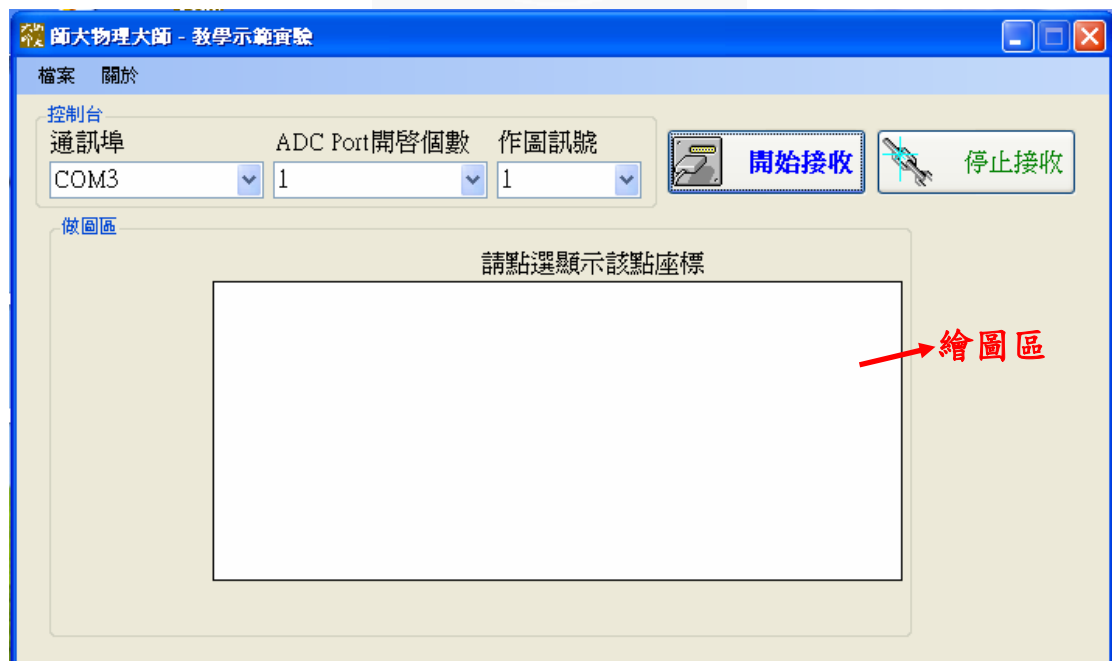 師大物理大師 - 教學示範實驗
檔案 關於
控制台
通訊埠 ADC Port開啓個數 作圖訊號
COM3 1 1
開始接收 停止接收
做圖區
請點選顯示該點座標
繪圖區